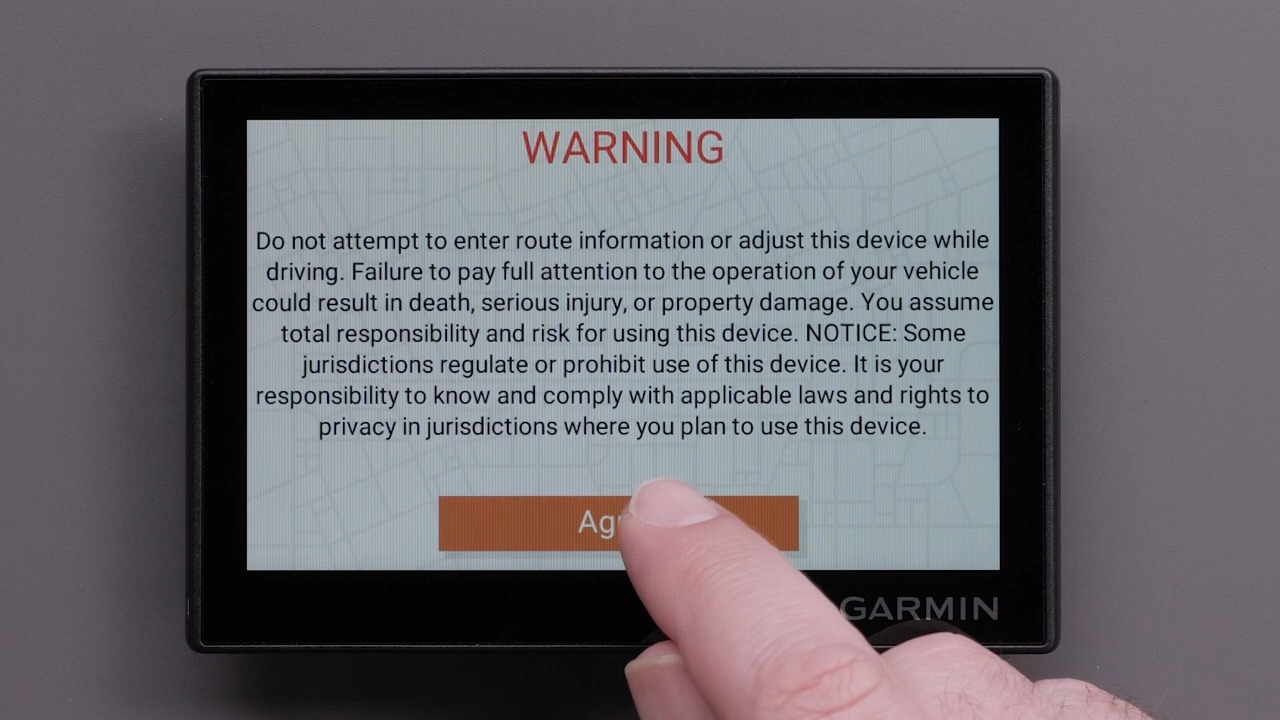 WARNING
Do not attempt to enter route information or adjust this device while
driving. Failure to pay full attention to the operation of your vehicle
could result in death, serious injury, or property damage. You assume
total responsibility and risk for using this device. NOTICE: Some
jurisdictions regulate or prohibit use of this device. It is your
responsibility to know and comply with applicable laws and rights to
privacy in jurisdictions where you plan to use this device.
GARMIN